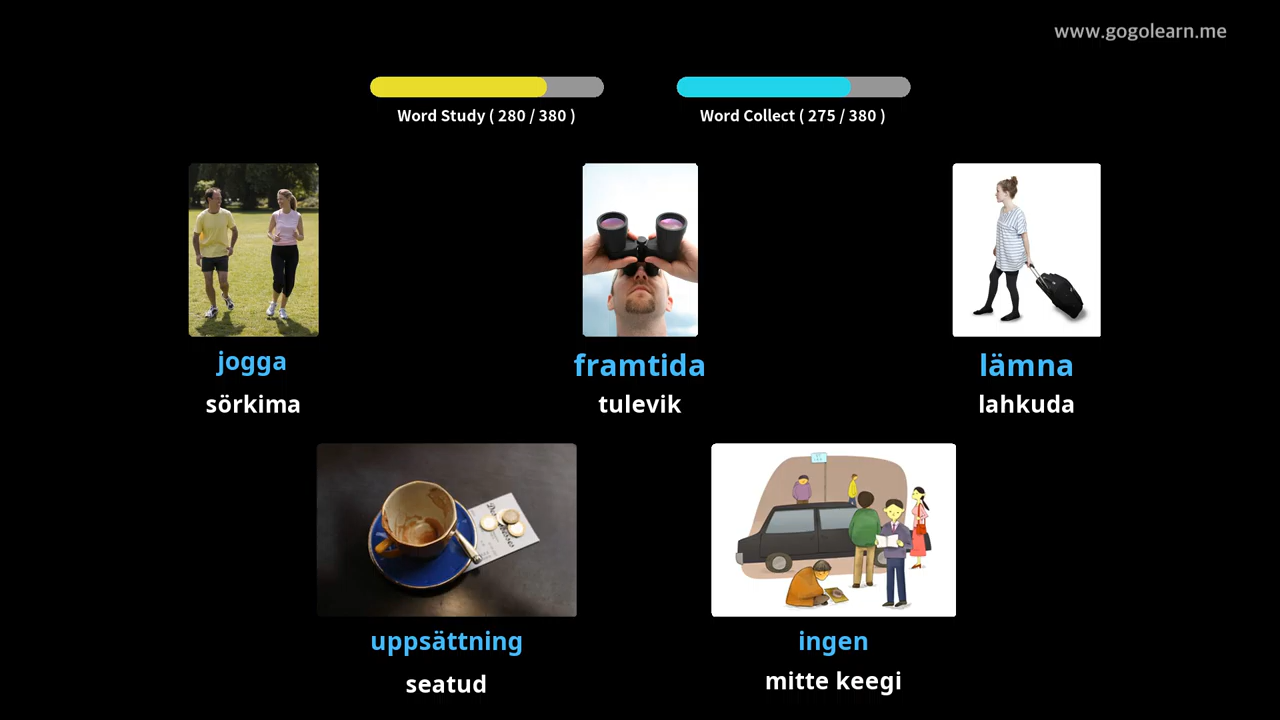 www.gogolearn.me
Word Study ( 280 / 380 )
Word Collect ( 275 / 380 )
jogga
framtida
lämna
sörkima
tulevik
lahkuda
uppsättning
ingen
seatud
mitte keegi